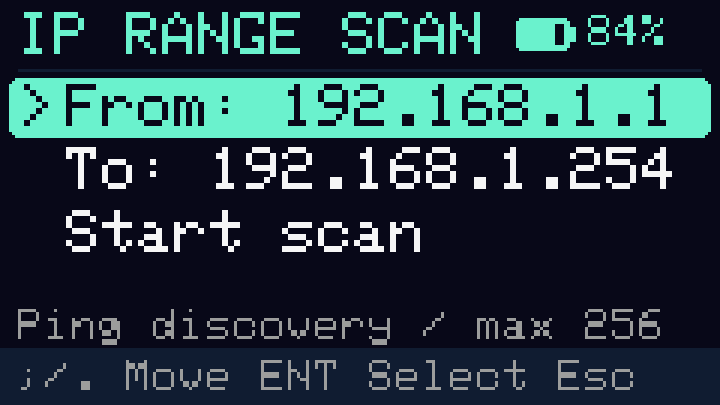 IP RANGE SCAN 84%
>From: 192.168.1.1
To: 192.168.1.254
Start scan
Ping discovery / max 256
;/. Move ENT Select Esc